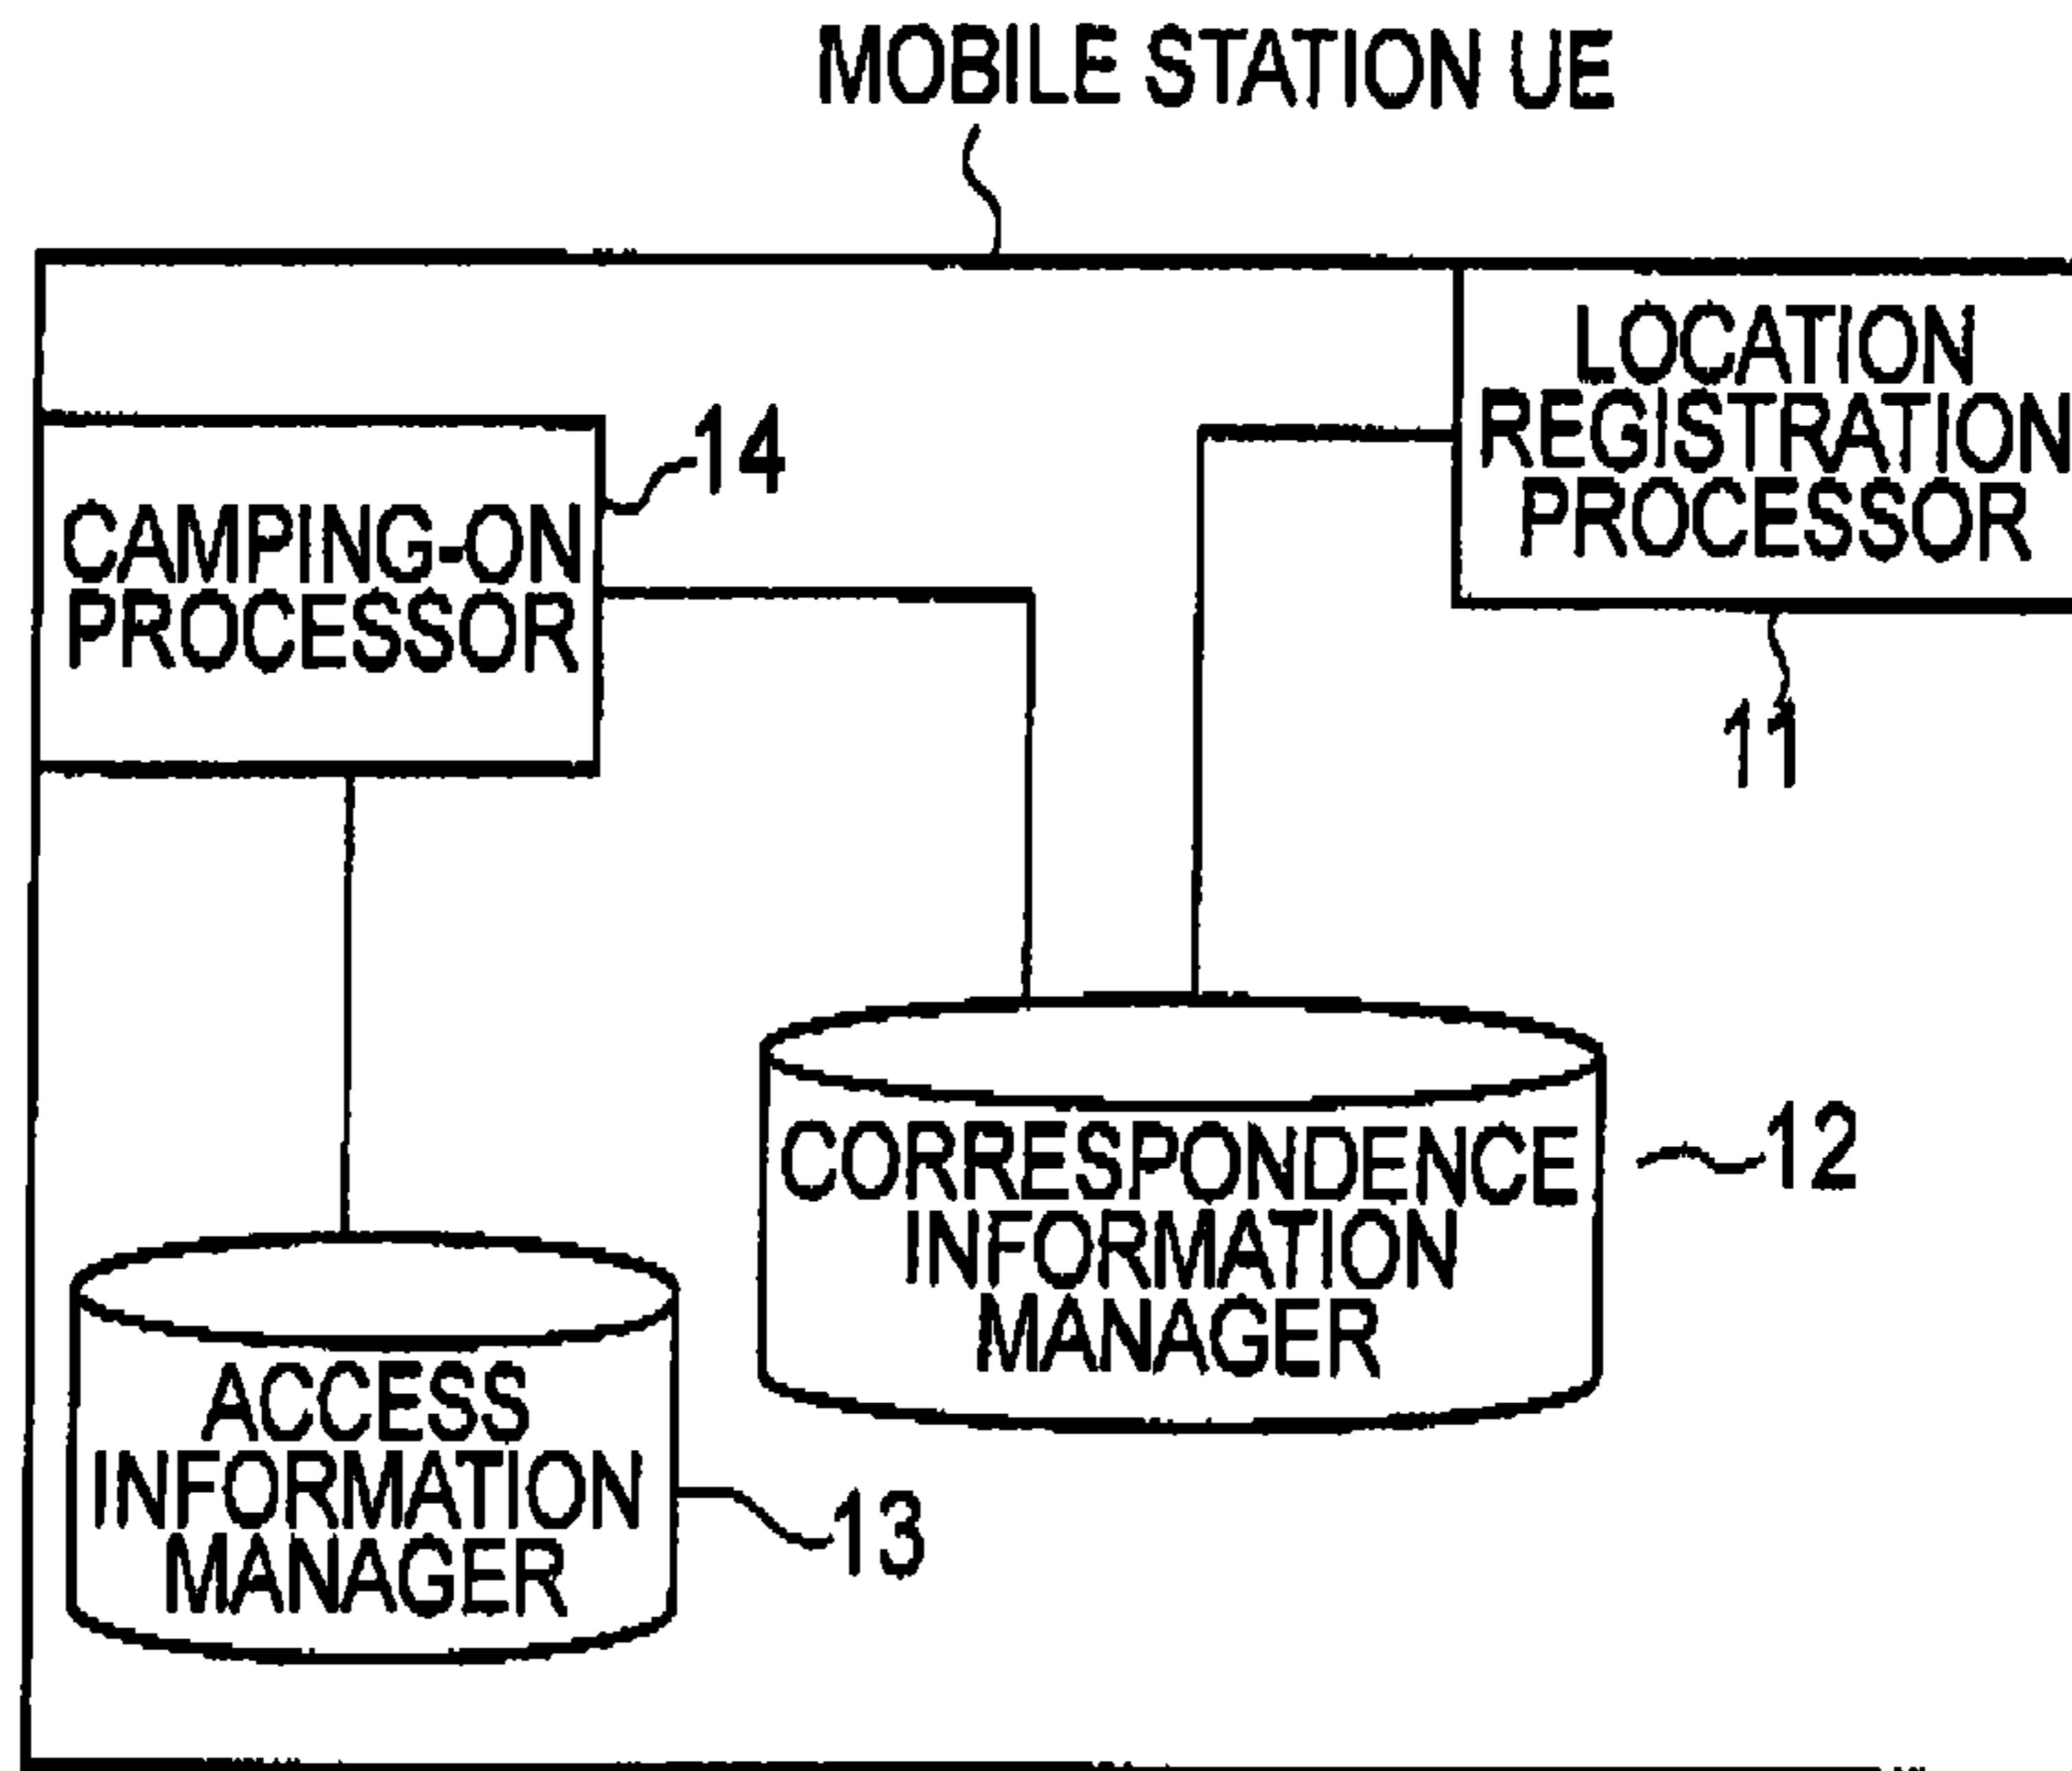 MOBILE STATION UE
LOCATION
REGISTRATION
PROCESSOR
11
14
CAMPING-ON
PROCESSOR
CORRESPONDENCE
INFORMATION
MANAGER
12
ACCESS
INFORMATION
MANAGER
13